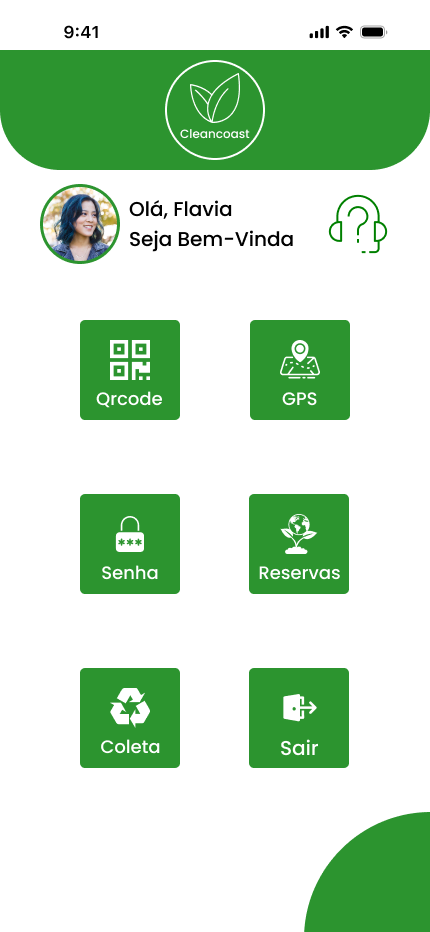 9:41
Cleancoast
Olá, Flavia
Seja Bem-Vinda
Qrcode
GPS
***
Senha
Reservas
Coleta
Sair